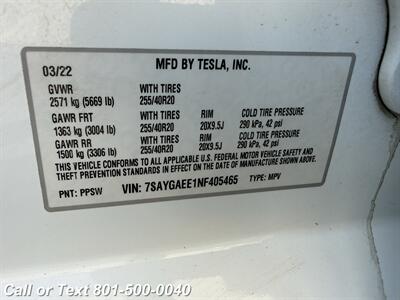 MFD BY TESLA, INC.
03/22
GVWR WITH TIRES
2571 kg (5669 lb) 255/40R20
GAWR FRT WITH TIRES RIM COLD TIRE PRESSURE
1363 kg (3004 lb) 255/40R20 20X9.5J 290 kPa, 42 psi
GAWR RR WITH TIRES RIM COLD TIRE PRESSURE
1500 kg (3306 lb) 255/40R20 20X9.5J 290 kPa, 42 psi
THIS VEHICLE CONFORMS TO ALL APPLICABLE U.S. FEDERAL MOTOR VEHICLE SAFETY AND
THEFT PREVENTION STANDARDS IN EFFECT ON THE DATE OF MANUFACTURE SHOWN ABOVE.
PNT: PPSW VIN: 7SAYGAEE1NF405465 TYPE: MPV
Call or Text 801-500-0040